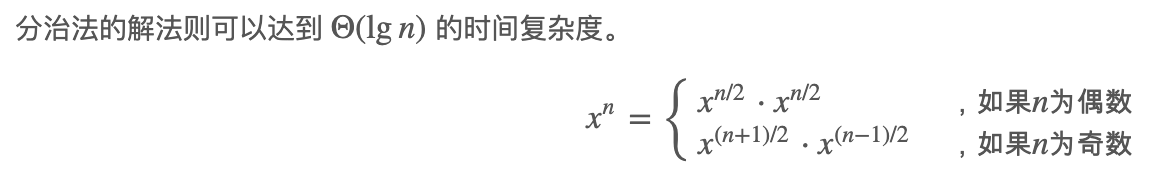 分治法的解法则可以达到 Θ(lg n) 的时间复杂度。
xⁿ = { x^{n/2} · x^{n/2} , 如果n为偶数
x^{(n+1)/2} · x^{(n−1)/2} , 如果n为奇数